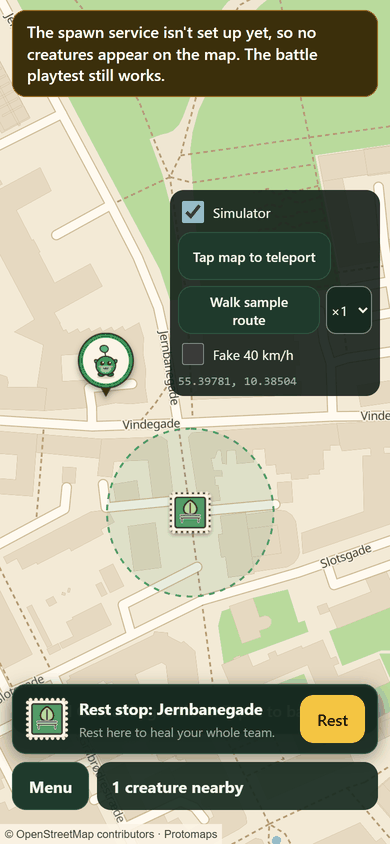 The spawn service isn't set up yet, so no
creatures appear on the map. The battle
playtest still works.
Simulator
Tap map to teleport
Walk sample
route
×1
Fake 40 km/h
55.39781, 10.38504
Jernbanegade
Vindegade
Vinde
Slotsgade
Rest stop: Jernbanegade
Rest here to heal your whole team.
Rest
Menu
1 creature nearby
© OpenStreetMap contributors · Protomaps